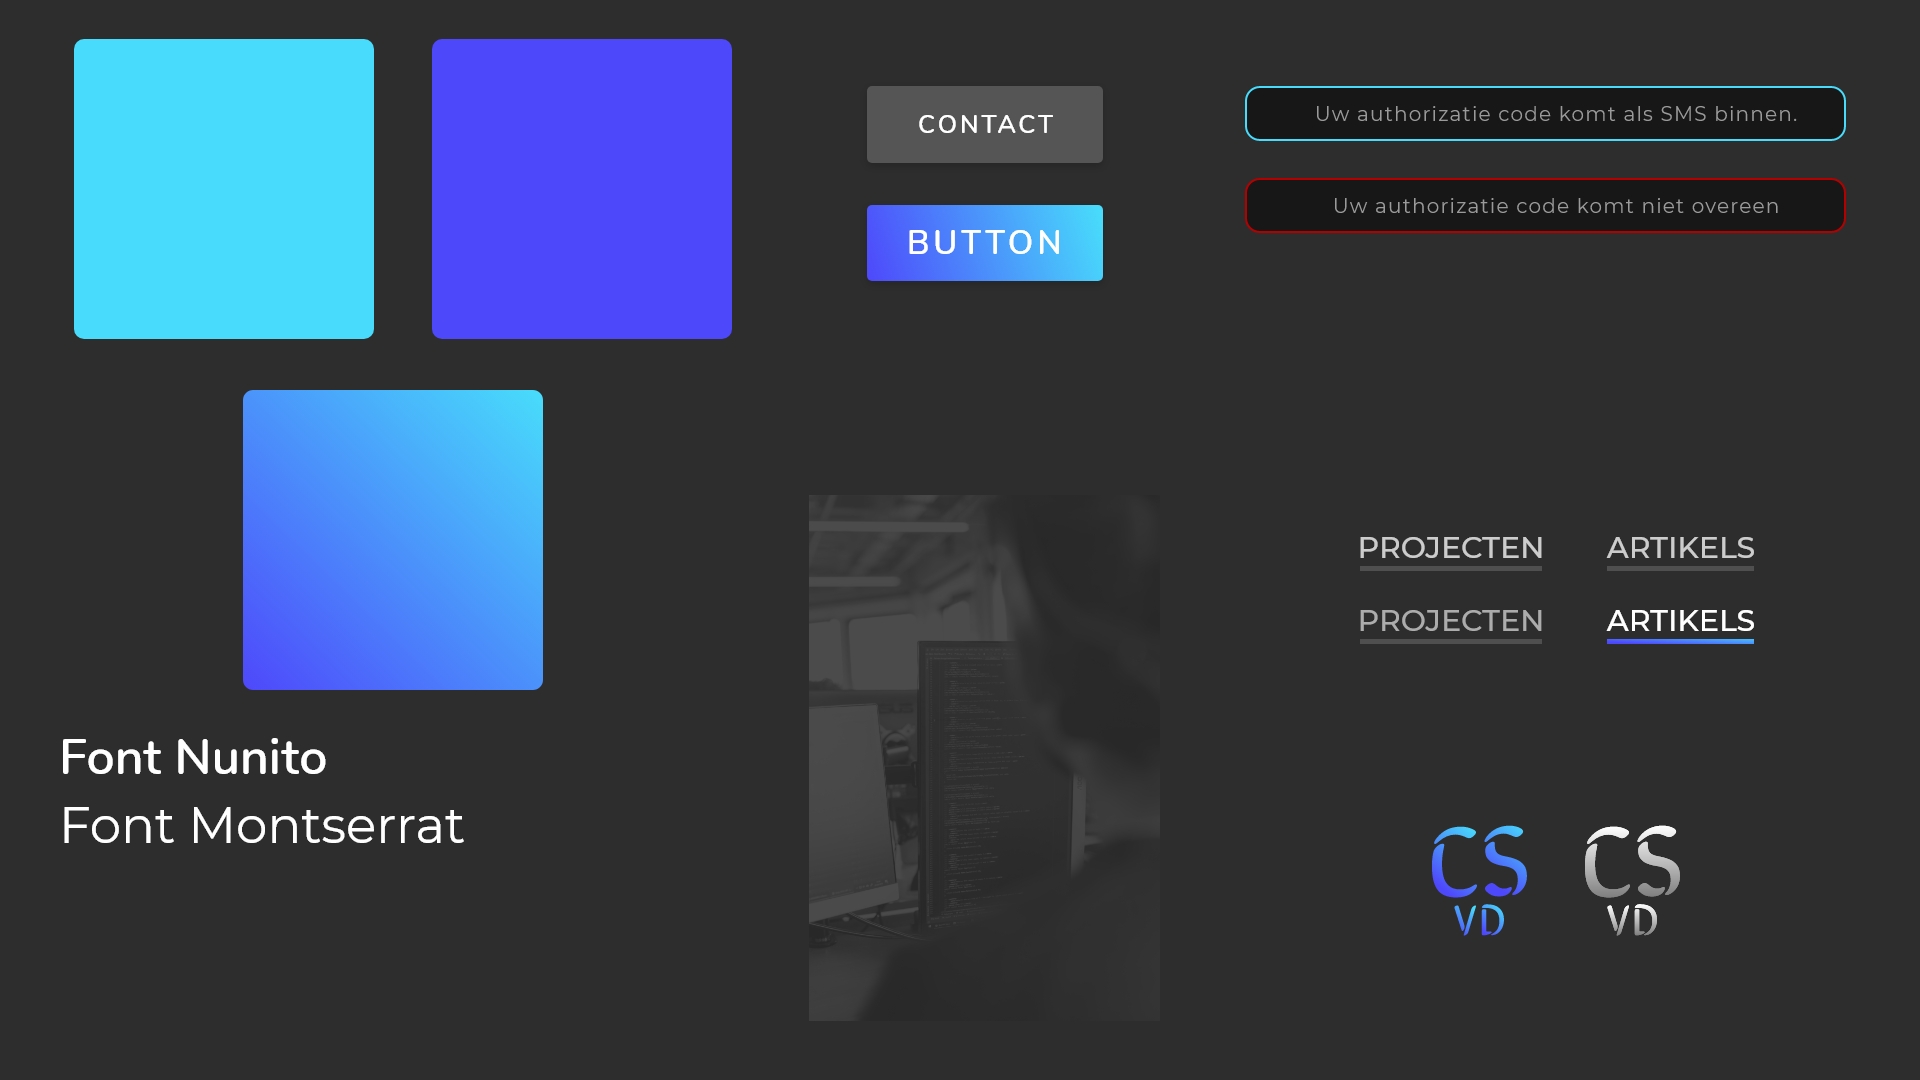 CONTACT
BUTTON
Uw authorizatie code komt als SMS binnen.
Uw authorizatie code komt niet overeen
PROJECTEN ARTIKELS
PROJECTEN ARTIKELS
Font Nunito
Font Montserrat
CS CS
VD VD